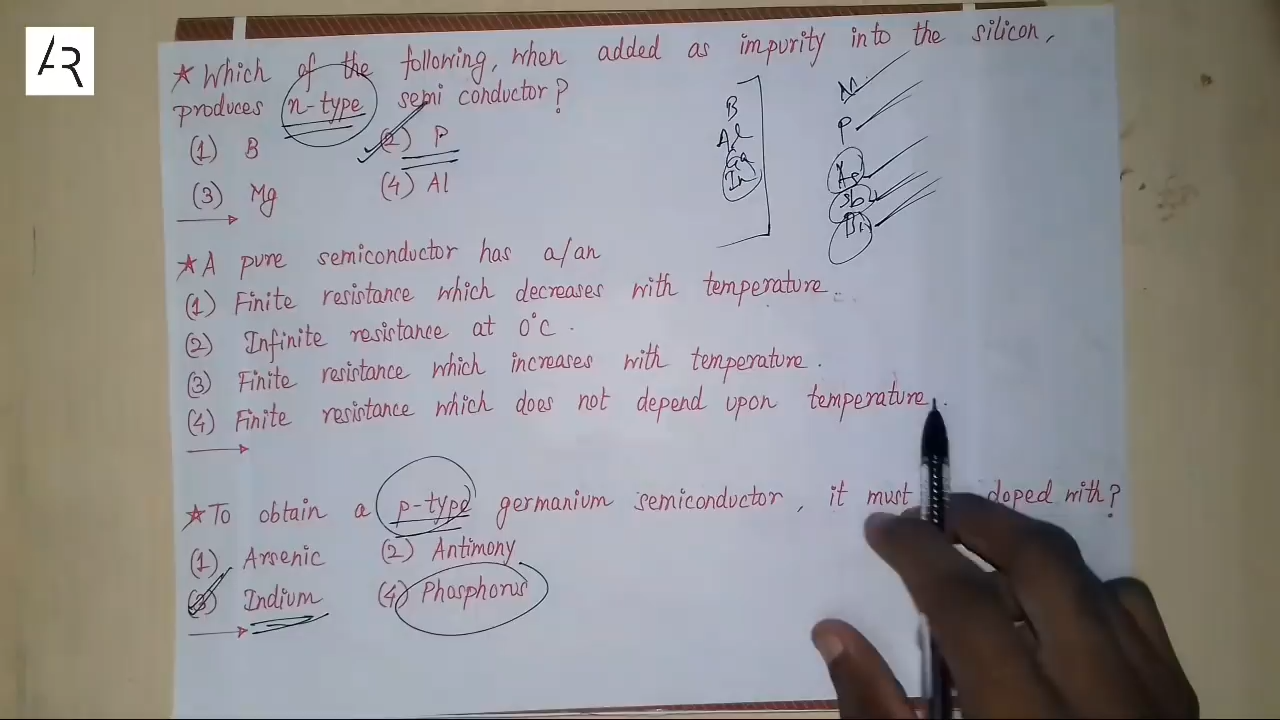 AR
★ Which of the following, when added as impurity into the silicon,
produces n-type semi conductor?
(1) B (2) P
(3) Mg (4) Al
B
Al
Ga
In
P
As
Sb
Bi
★ A pure semiconductor has a/an
(1) Finite resistance which decreases with temperature.
(2) Infinite resistance at 0°C.
(3) Finite resistance which increases with temperature.
(4) Finite resistance which does not depend upon temperature.
★ To obtain a p-type germanium semiconductor, it must doped with?
(1) Arsenic (2) Antimony
(3) Indium (4) Phosphorus